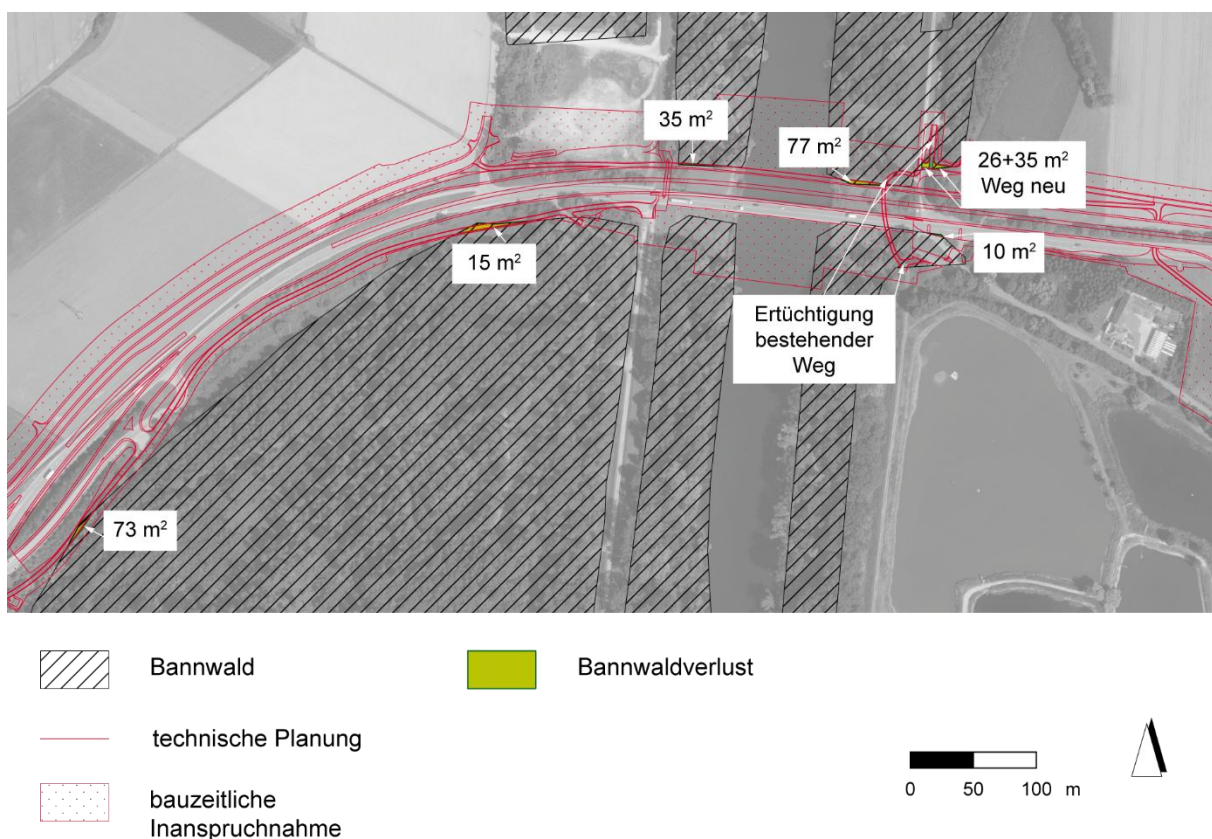 35 m²
77 m²
26+35 m²
Weg neu
15 m²
10 m²
Ertüchtigung
bestehender
Weg
73 m²
Bannwald
Bannwaldverlust
technische Planung
bauzeitliche
Inanspruchnahme
0 50 100 m